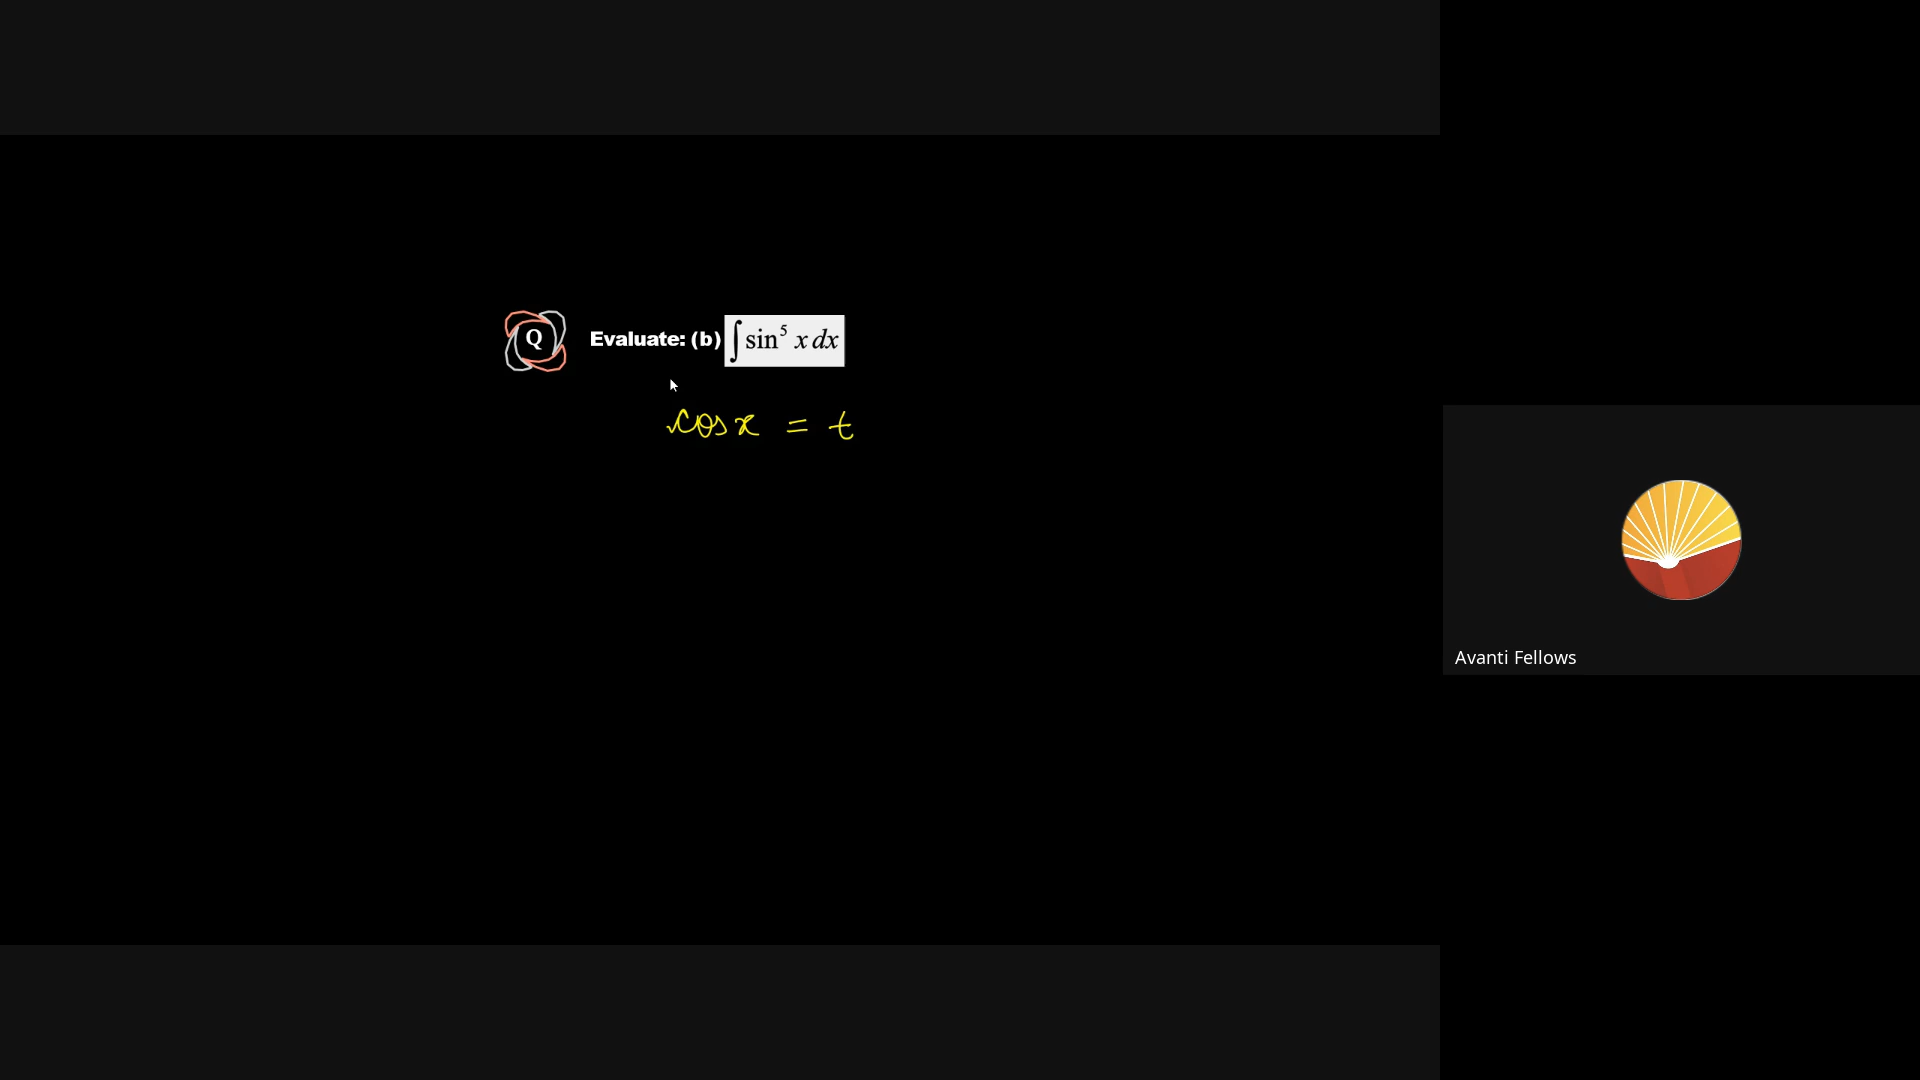 Q Evaluate: (b) ∫ sin⁵ x dx
cos x = t
Avanti Fellows